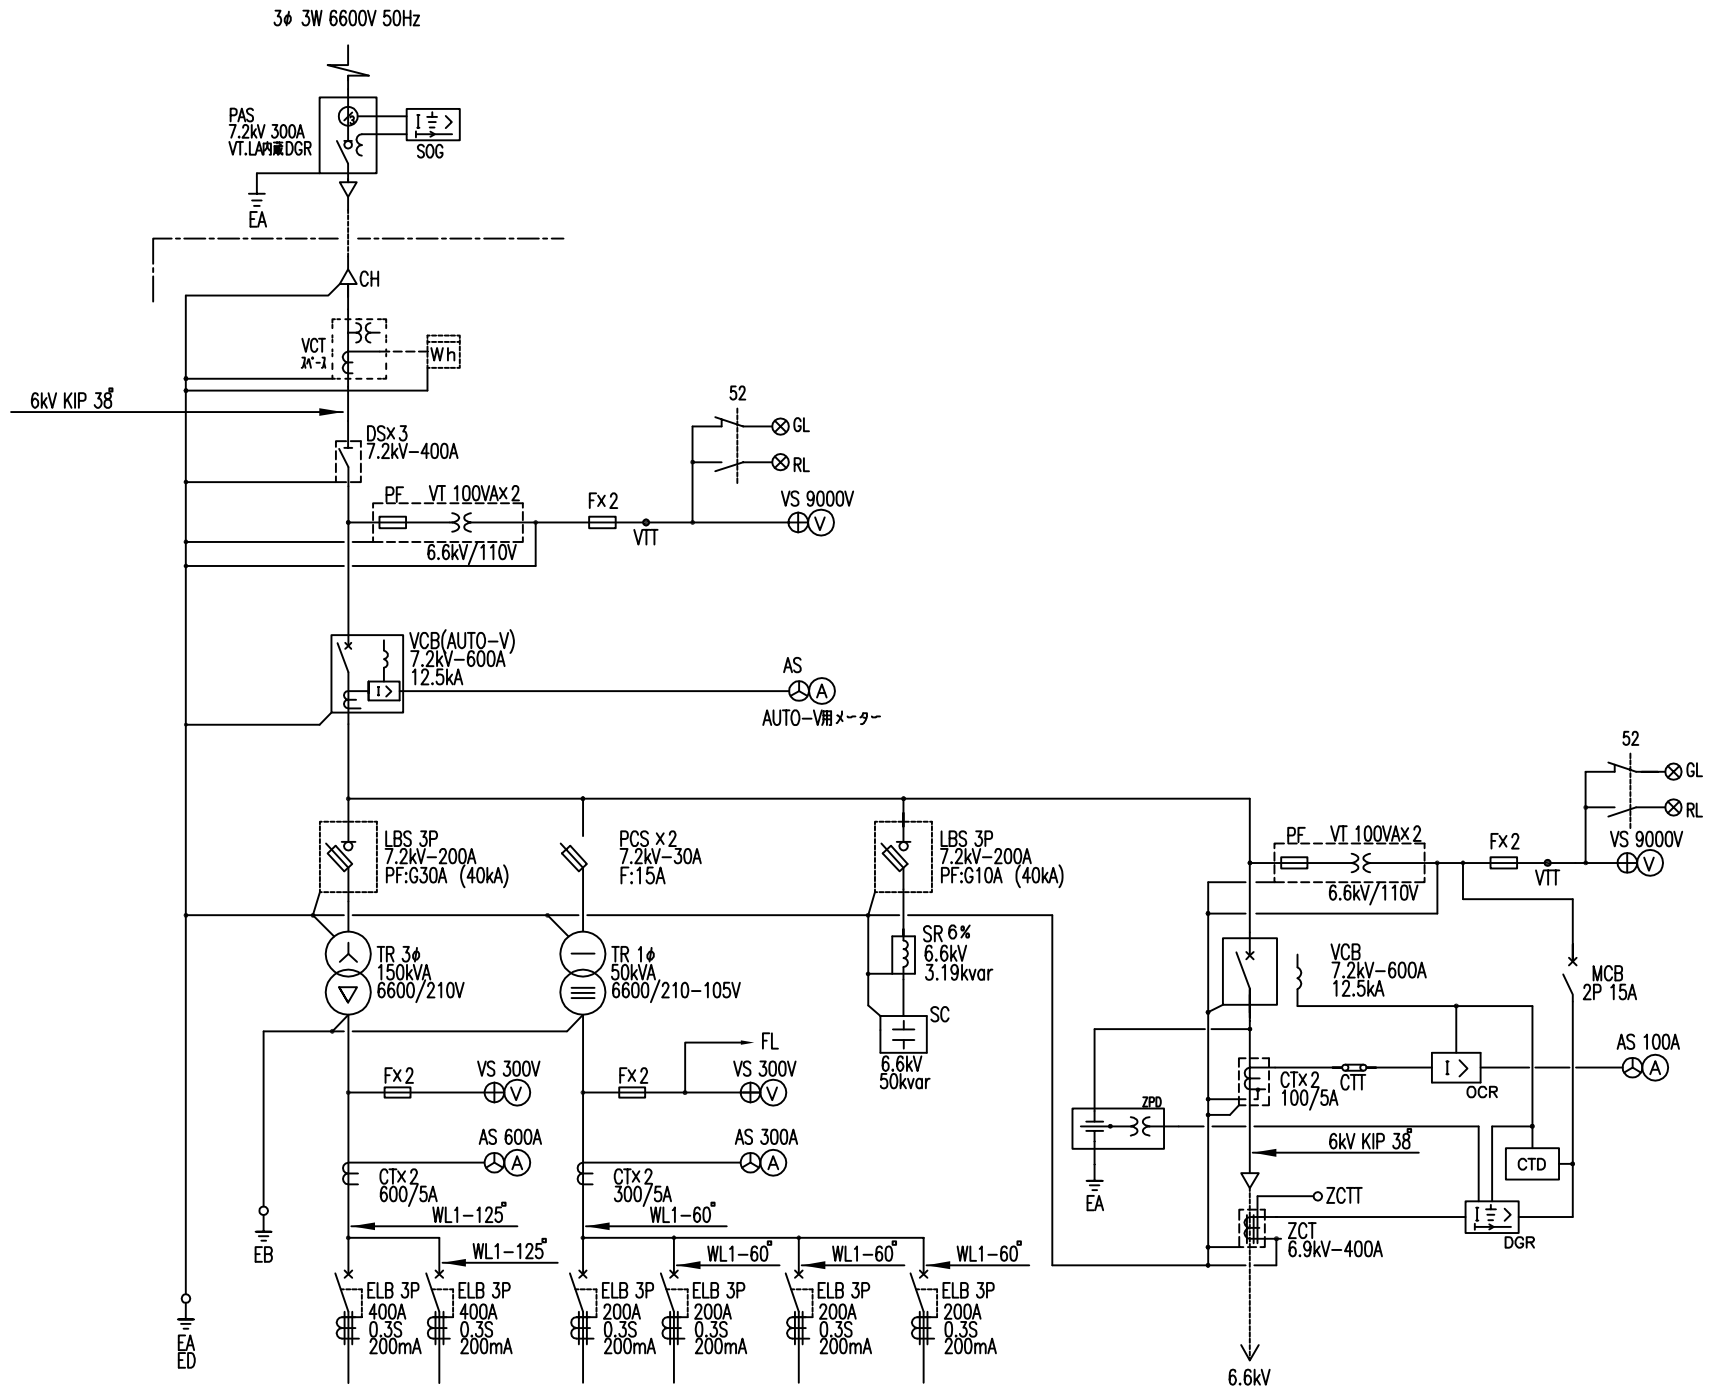 3φ 3W 6600V 50Hz
PAS
7.2kV 300A
VT.LA内蔵DGR
I >
SOG
EA
CH
VCT
スペース
Wh
6kV KIP 38□
DS×3
7.2kV-400A
52
GL
RL
PF VT 100VA×2
6.6kV/110V
F×2
VTT
VS 9000V
V
VCB(AUTO-V)
7.2kV-600A
12.5kA
I >
AS
A
AUTO-V用メーター
LBS 3P
7.2kV-200A
PF:G30A (40kA)
PCS ×2
7.2kV-30A
F:15A
LBS 3P
7.2kV-200A
PF:G10A (40kA)
52
GL
RL
PF VT 100VA×2
6.6kV/110V
F×2
VTT
VS 9000V
V
TR 3φ
150kVA
6600/210V
TR 1φ
50kVA
6600/210-105V
SR 6%
6.6kV
3.19kvar
SC
6.6kV
50kvar
VCB
7.2kV-600A
12.5kA
MCB
2P 15A
FL
F×2
VS 300V
V
F×2
VS 300V
V
CT×2
100/5A
CTT
I >
OCR
AS 100A
A
ZPD
EA
6kV KIP 38□
CTD
AS 600A
A
CT×2
600/5A
AS 300A
A
CT×2
300/5A
ZCTT
ZCT
6.9kV-400A
I >
DGR
WL1-125□
WL1-60□
EB
WL1-125□
WL1-60□
WL1-60□
WL1-60□
ELB 3P
400A
0.3S
200mA
ELB 3P
400A
0.3S
200mA
ELB 3P
200A
0.3S
200mA
ELB 3P
200A
0.3S
200mA
ELB 3P
200A
0.3S
200mA
ELB 3P
200A
0.3S
200mA
EA
ED
6.6kV